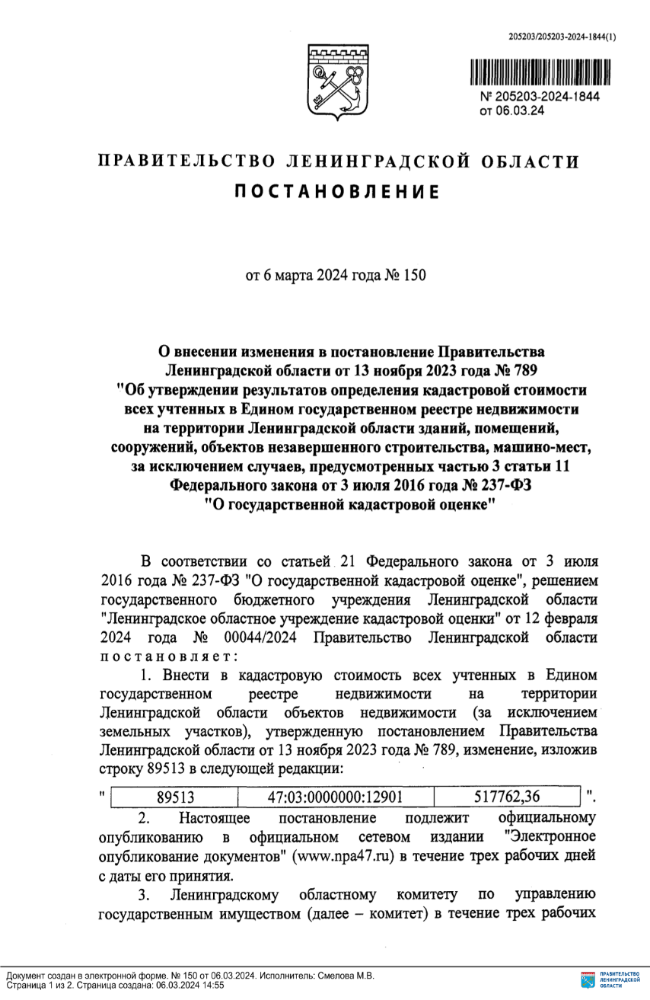 205203/205203-2024-1844(1)
№ 205203-2024-1844
от 06.03.24
ПРАВИТЕЛЬСТВО ЛЕНИНГРАДСКОЙ ОБЛАСТИ
ПОСТАНОВЛЕНИЕ
от 6 марта 2024 года № 150
О внесении изменения в постановление Правительства
Ленинградской области от 13 ноября 2023 года № 789
"Об утверждении результатов определения кадастровой стоимости
всех учтенных в Едином государственном реестре недвижимости
на территории Ленинградской области зданий, помещений,
сооружений, объектов незавершенного строительства, машино-мест,
за исключением случаев, предусмотренных частью 3 статьи 11
Федерального закона от 3 июля 2016 года № 237-ФЗ
"О государственной кадастровой оценке"
В соответствии со статьей 21 Федерального закона от 3 июля
2016 года № 237-ФЗ "О государственной кадастровой оценке", решением
государственного бюджетного учреждения Ленинградской области
"Ленинградское областное учреждение кадастровой оценки" от 12 февраля
2024 года № 00044/2024 Правительство Ленинградской области
постановляет:
1. Внести в кадастровую стоимость всех учтенных в Едином
государственном реестре недвижимости на территории
Ленинградской области объектов недвижимости (за исключением
земельных участков), утвержденную постановлением Правительства
Ленинградской области от 13 ноября 2023 года № 789, изменение, изложив
строку 89513 в следующей редакции:
" 89513 47:03:0000000:12901 517762,36 ".
2. Настоящее постановление подлежит официальному
опубликованию в официальном сетевом издании "Электронное
опубликование документов" (www.npa47.ru) в течение трех рабочих дней
с даты его принятия.
3. Ленинградскому областному комитету по управлению
государственным имуществом (далее – комитет) в течение трех рабочих
Документ создан в электронной форме. № 150 от 06.03.2024. Исполнитель: Смелова М.В.
Страница 1 из 2. Страница создана: 06.03.2024 14:55
ПРАВИТЕЛЬСТВО
ЛЕНИНГРАДСКОЙ
ОБЛАСТИ